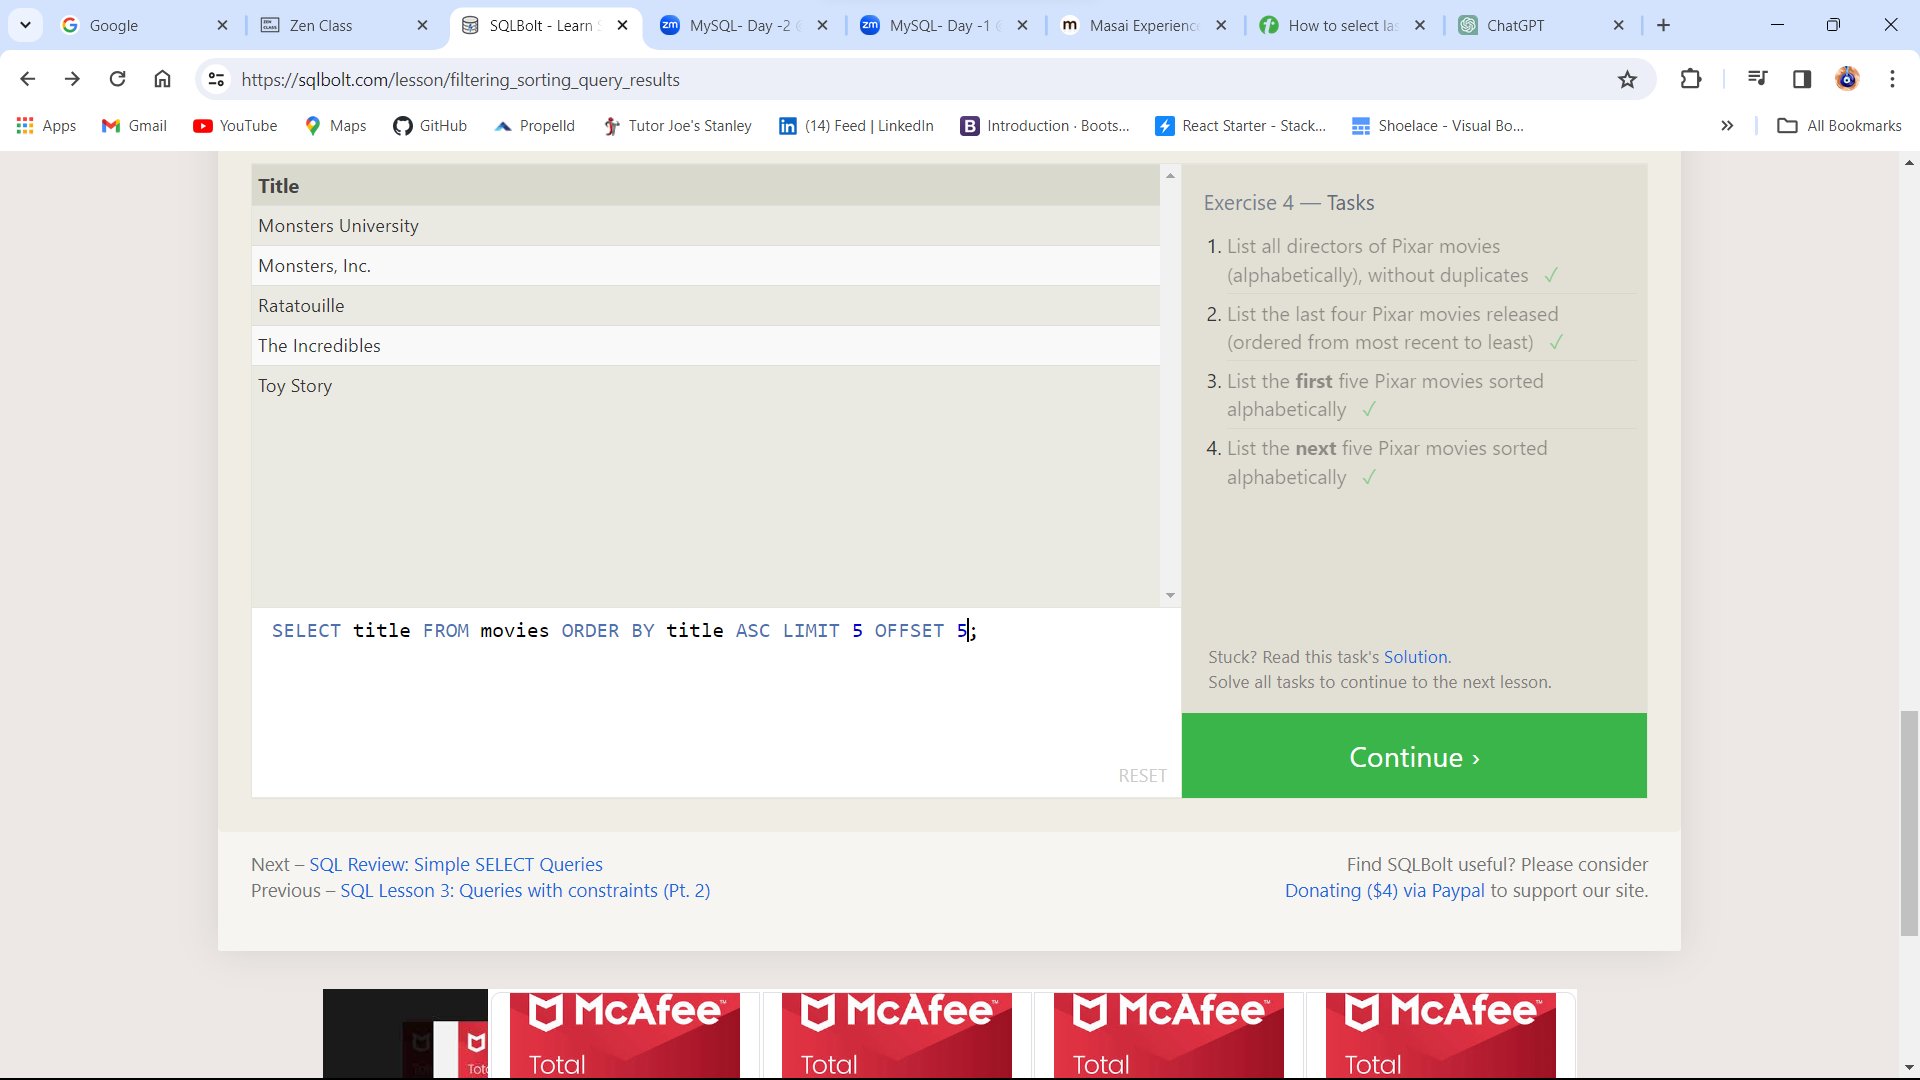 Google
Zen Class
SQLBolt - Learn S
MySQL- Day -2
MySQL- Day -1
Masai Experience
How to select las
ChatGPT
https://sqlbolt.com/lesson/filtering_sorting_query_results
Apps
Gmail
YouTube
Maps
GitHub
Propelld
Tutor Joe's Stanley
(14) Feed | LinkedIn
Introduction · Boots...
React Starter - Stack...
Shoelace - Visual Bo...
All Bookmarks
Title
Monsters University
Monsters, Inc.
Ratatouille
The Incredibles
Toy Story
SELECT title FROM movies ORDER BY title ASC LIMIT 5 OFFSET 5;
RESET
Exercise 4 — Tasks
1. List all directors of Pixar movies
(alphabetically), without duplicates ✓
2. List the last four Pixar movies released
(ordered from most recent to least) ✓
3. List the first five Pixar movies sorted
alphabetically ✓
4. List the next five Pixar movies sorted
alphabetically ✓
Stuck? Read this task's Solution.
Solve all tasks to continue to the next lesson.
Continue ›
Next – SQL Review: Simple SELECT Queries
Previous – SQL Lesson 3: Queries with constraints (Pt. 2)
Find SQLBolt useful? Please consider
Donating ($4) via Paypal to support our site.
McAfee™
Total
McAfee™
Total
McAfee™
Total
McAfee™
Total